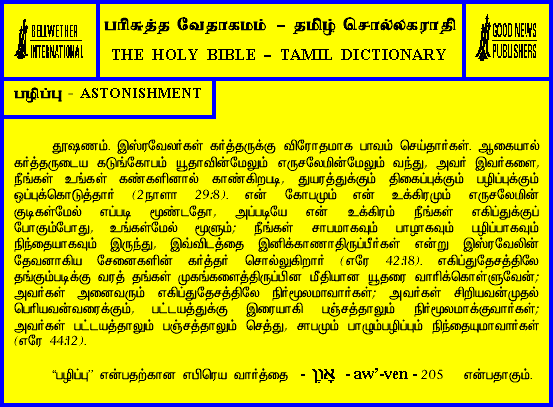 BELLWETHER
INTERNATIONAL
பரிசுத்த வேதாகமம் – தமிழ் சொல்லகராதி
THE HOLY BIBLE – TAMIL DICTIONARY
GOOD NEWS
PUBLISHERS
பழிப்பு - ASTONISHMENT
தூஷணம். இஸ்ரவேலர்கள் கர்த்தருக்கு விரோதமாக பாவம் செய்தார்கள். ஆகையால்
கர்த்தருடைய கடுங்கோபம் யூதாவின்மேலும் எருசலேமின்மேலும் வந்து, அவர் இவர்களை,
நீங்கள் உங்கள் கண்களினால் காண்கிறபடி, துயரத்துக்கும் திகைப்புக்கும் பழிப்புக்கும்
ஒப்புக்கொடுத்தார் (2நாளா 29:8). என் கோபமும் என் உக்கிரமும் எருசலேமின்
குடிகள்மேல் எப்படி மூண்டதோ, அப்படியே என் உக்கிரம் நீங்கள் எகிப்துக்குப்
போகும்போது, உங்கள்மேல் மூளும்; நீங்கள் சாபமாகவும் பாழாகவும் பழிப்பாகவும்
நிந்தையாகவும் இருந்து, இவ்விடத்தை இனிக்காணாதிருப்பீர்கள் என்று இஸ்ரவேலின்
தேவனாகிய சேனைகளின் கர்த்தர் சொல்லுகிறார் (எரே 42:18). எகிப்துதேசத்திலே
தங்கும்படிக்கு வரத் தங்கள் முகங்களைத்திருப்பின மீதியான யூதரை வாரிக்கொள்ளுவேன்;
அவர்கள் அனைவரும் எகிப்துதேசத்திலே நிர்மூலமாவார்கள்; அவர்கள் சிறியவன்முதல்
பெரியவன்வரைக்கும், பட்டயத்துக்கு இரையாகி பஞ்சத்தாலும் நிர்மூலமாக்குவார்கள்;
அவர்கள் பட்டயத்தாலும் பஞ்சத்தாலும் செத்து, சாபமும் பாழும்பழிப்பும் நிந்தையுமாவார்கள்
(எரே 44:12).
“பழிப்பு” என்பதற்கான எபிரெய வார்த்தை - אָוֶן - aw’-ven - 205 என்பதாகும்.